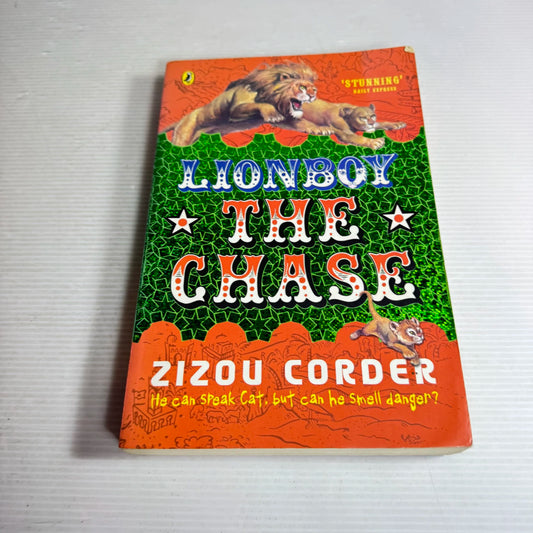 'STUNNING'
DAILY EXPRESS
LIONBOY
THE
CHASE
ZIZOU CORDER
He can speak Cat, but can he smell danger?